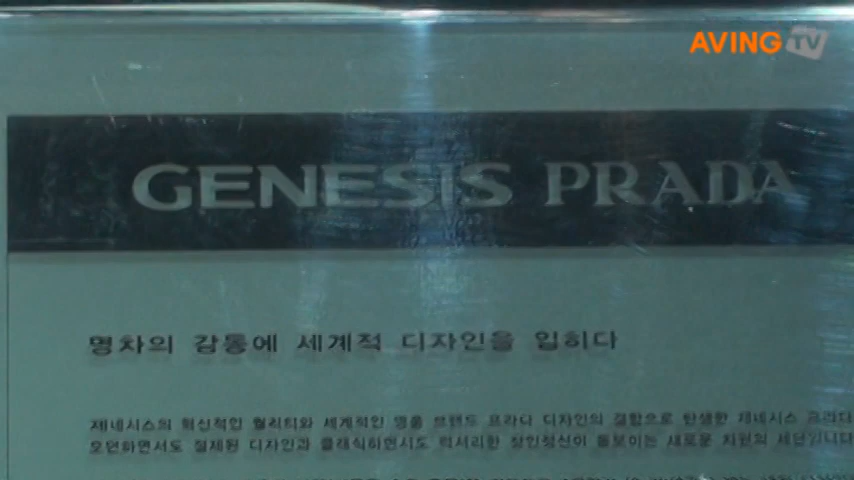 AVING TV
GENESIS PRADA
명차의 감동에 세계적 디자인을 입히다
제네시스의 혁신적인 퀄리티와 세계적인 명품 브랜드 프라다 디자인의 결합으로 탄생한 제네시스 프라다
모던하면서도 절제된 디자인과 클래식하면서도 럭셔리한 장인정신이 돋보이는 새로운 차원의 세단입니다